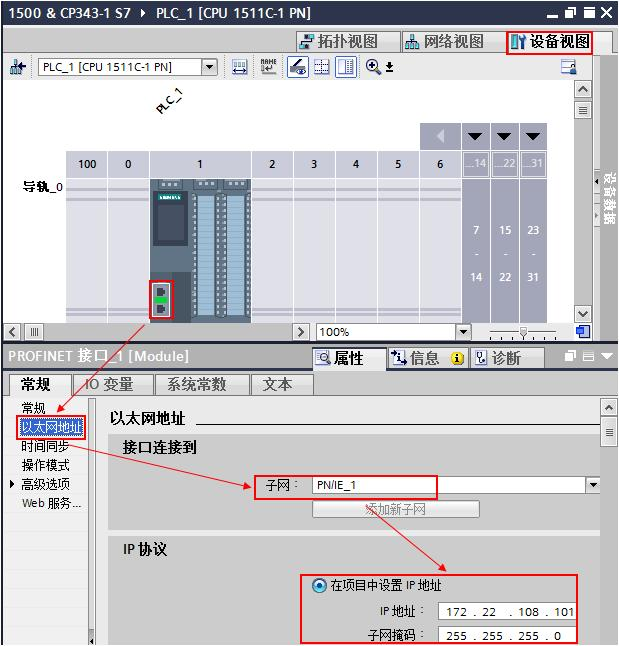 1500 & CP343-1 S7 ▸ PLC_1 [CPU 1511C-1 PN]
拓扑视图 网络视图 设备视图
PLC_1 [CPU 1511C-1 PN]
PLC_1
100 0 1 2 3 4 5 6 ...14 ...22 ...31
导轨_0
SIEMENS
7 15 23
- - -
14 22 31
设备数据
100%
PROFINET 接口_1 [Module] 属性 信息 诊断
常规 IO 变量 系统常数 文本
常规
以太网地址
时间同步
操作模式
高级选项
Web 服务...
以太网地址
接口连接到
子网： PN/IE_1
添加新子网
IP 协议
在项目中设置 IP 地址
IP 地址： 172 . 22 . 108 . 101
子网掩码： 255 . 255 . 255 . 0